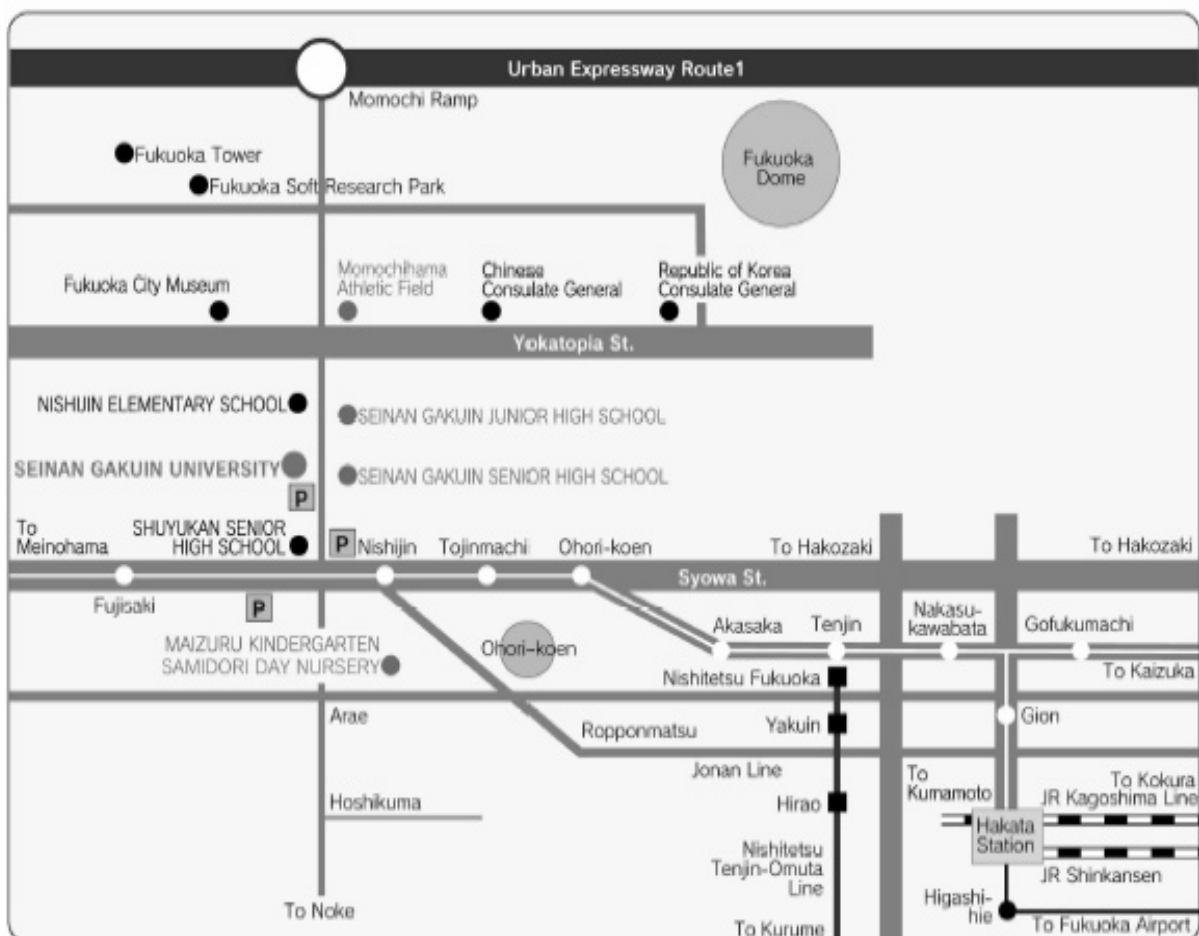 Urban Expressway Route1
Momochi Ramp
Fukuoka Tower
Fukuoka Soft Research Park
Fukuoka
Dome
Fukuoka City Museum
Momochihama
Athletic Field
Chinese
Consulate General
Republic of Korea
Consulate General
Yokatopia St.
NISHIJIN ELEMENTARY SCHOOL
SEINAN GAKUIN JUNIOR HIGH SCHOOL
SEINAN GAKUIN UNIVERSITY
SEINAN GAKUIN SENIOR HIGH SCHOOL
P
To
Meinohama
SHUYUKAN SENIOR
HIGH SCHOOL
P
Nishijin
Tojinmachi
Ohori-koen
To Hakozaki
To Hakozaki
Syowa St.
Fujisaki
P
MAIZURU KINDERGARTEN
SAMIDORI DAY NURSERY
Ohori-koen
Akasaka
Tenjin
Nakasu-
kawabata
Gofukumachi
To Kaizuka
Nishitetsu Fukuoka
Arae
Ropponmatsu
Yakuin
Gion
Jonan Line
To
Kumamoto
To Kokura
JR Kagoshima Line
Hoshikuma
Hirao
Hakata
Station
Nishitetsu
Tenjin-Omuta
Line
JR Shinkansen
Higashi-
hie
To Noke
To Kurume
To Fukuoka Airport